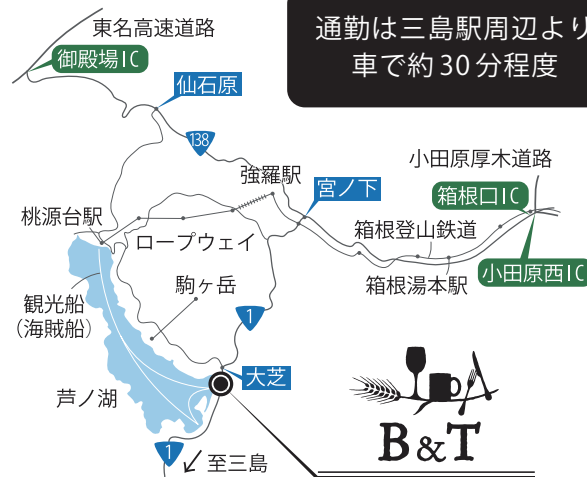 東名高速道路
御殿場IC
通勤は三島駅周辺より
車で約30分程度
仙石原
138
強羅駅
宮ノ下
小田原厚木道路
箱根口IC
桃源台駅
ロープウェイ
箱根登山鉄道
箱根湯本駅
小田原西IC
駒ヶ岳
観光船
(海賊船)
1
大芝
芦ノ湖
B&T
1
至三島